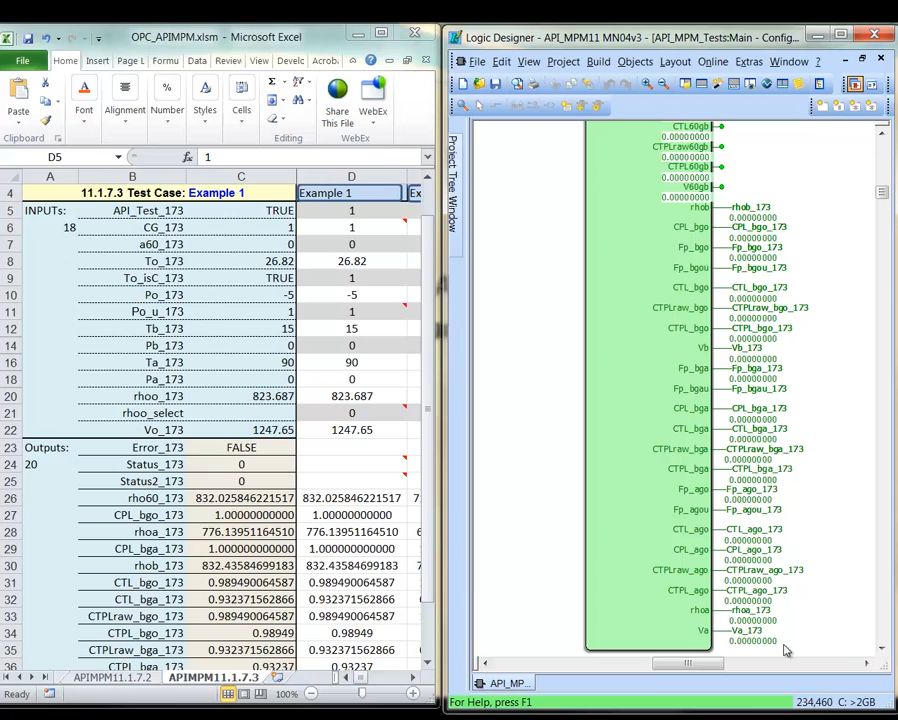 OPC_APIMPM.xlsm - Microsoft Excel
File Home Insert Page L Formu Data Review View Develc Acrob
Paste Font Alignment Number Styles Cells Σ Share This File WebEx
Clipboard Editing WebEx
D5 fx 1
A B C D
4 11.1.7.3 Test Case: Example 1 Example 1 Ex
5 INPUTs: API_Test_173 TRUE 1
6 18 CG_173 1 1
7 a60_173 0 0
8 To_173 26.82 26.82
9 To_isC_173 TRUE 1
10 Po_173 -5 -5
11 Po_u_173 1 1
12 Tb_173 15 15
14 Pb_173 0 0
16 Ta_173 90 90
18 Pa_173 0 0
20 rhoo_173 823.687 823.687
21 rhoo_select 0
22 Vo_173 1247.65 1247.65
23 Outputs: Error_173 FALSE
24 20 Status_173 0
25 Status2_173 0
26 rho60_173 832.025846221517 832.025846221517 7
27 CPL_bgo_173 1.00000000000 1.00000000000
28 rhoa_173 776.13951164510 776.13951164510 6
29 CPL_bga_173 1.000000000000 1.000000000000
30 rhob_173 832.43584699183 832.43584699183 7
31 CTL_bgo_173 0.989490064587 0.989490064587
32 CTL_bga_173 0.932371562866 0.932371562866
33 CTPLraw_bgo_173 0.989490064587 0.989490064587
34 CTPL_bgo_173 0.98949 0.98949
35 CTPLraw_bga_173 0.932371562866 0.932371562866
36 CTPL_bga_173 0.93237 0.93237
APIMPM11.1.7.2 APIMPM11.1.7.3
Ready 100%
Logic Designer - API_MPM11 MN04v3 - [API_MPM_Tests:Main - Config...
File Edit View Project Build Objects Layout Online Extras Window ?
Project Tree Window
CTL60gb
0.00000000
CTPLraw60gb
0.00000000
CTPL60gb
0.00000000
V60gb
0.00000000
rhob rhob_173
0.00000000
CPL_bgo CPL_bgo_173
0.00000000
Fp_bgo Fp_bgo_173
0.00000000
Fp_bgou Fp_bgou_173
0.00000000
CTL_bgo CTL_bgo_173
0.00000000
CTPLraw_bgo CTPLraw_bgo_173
0.00000000
CTPL_bgo CTPL_bgo_173
0.00000000
Vb Vb_173
0.00000000
Fp_bga Fp_bga_173
0.00000000
Fp_bgau Fp_bgau_173
0.00000000
CPL_bga CPL_bga_173
0.00000000
CTL_bga CTL_bga_173
0.00000000
CTPLraw_bga CTPLraw_bga_173
0.00000000
CTPL_bga CTPL_bga_173
0.00000000
Fp_ago Fp_ago_173
0.00000000
Fp_agou Fp_agou_173
0.00000000
CTL_ago CTL_ago_173
0.00000000
CPL_ago CPL_ago_173
0.00000000
CTPLraw_ago CTPLraw_ago_173
0.00000000
CTPL_ago CTPL_ago_173
0.00000000
rhoa rhoa_173
0.00000000
Va Va_173
0.00000000
API_MP...
For Help, press F1 234,460 C: >2GB